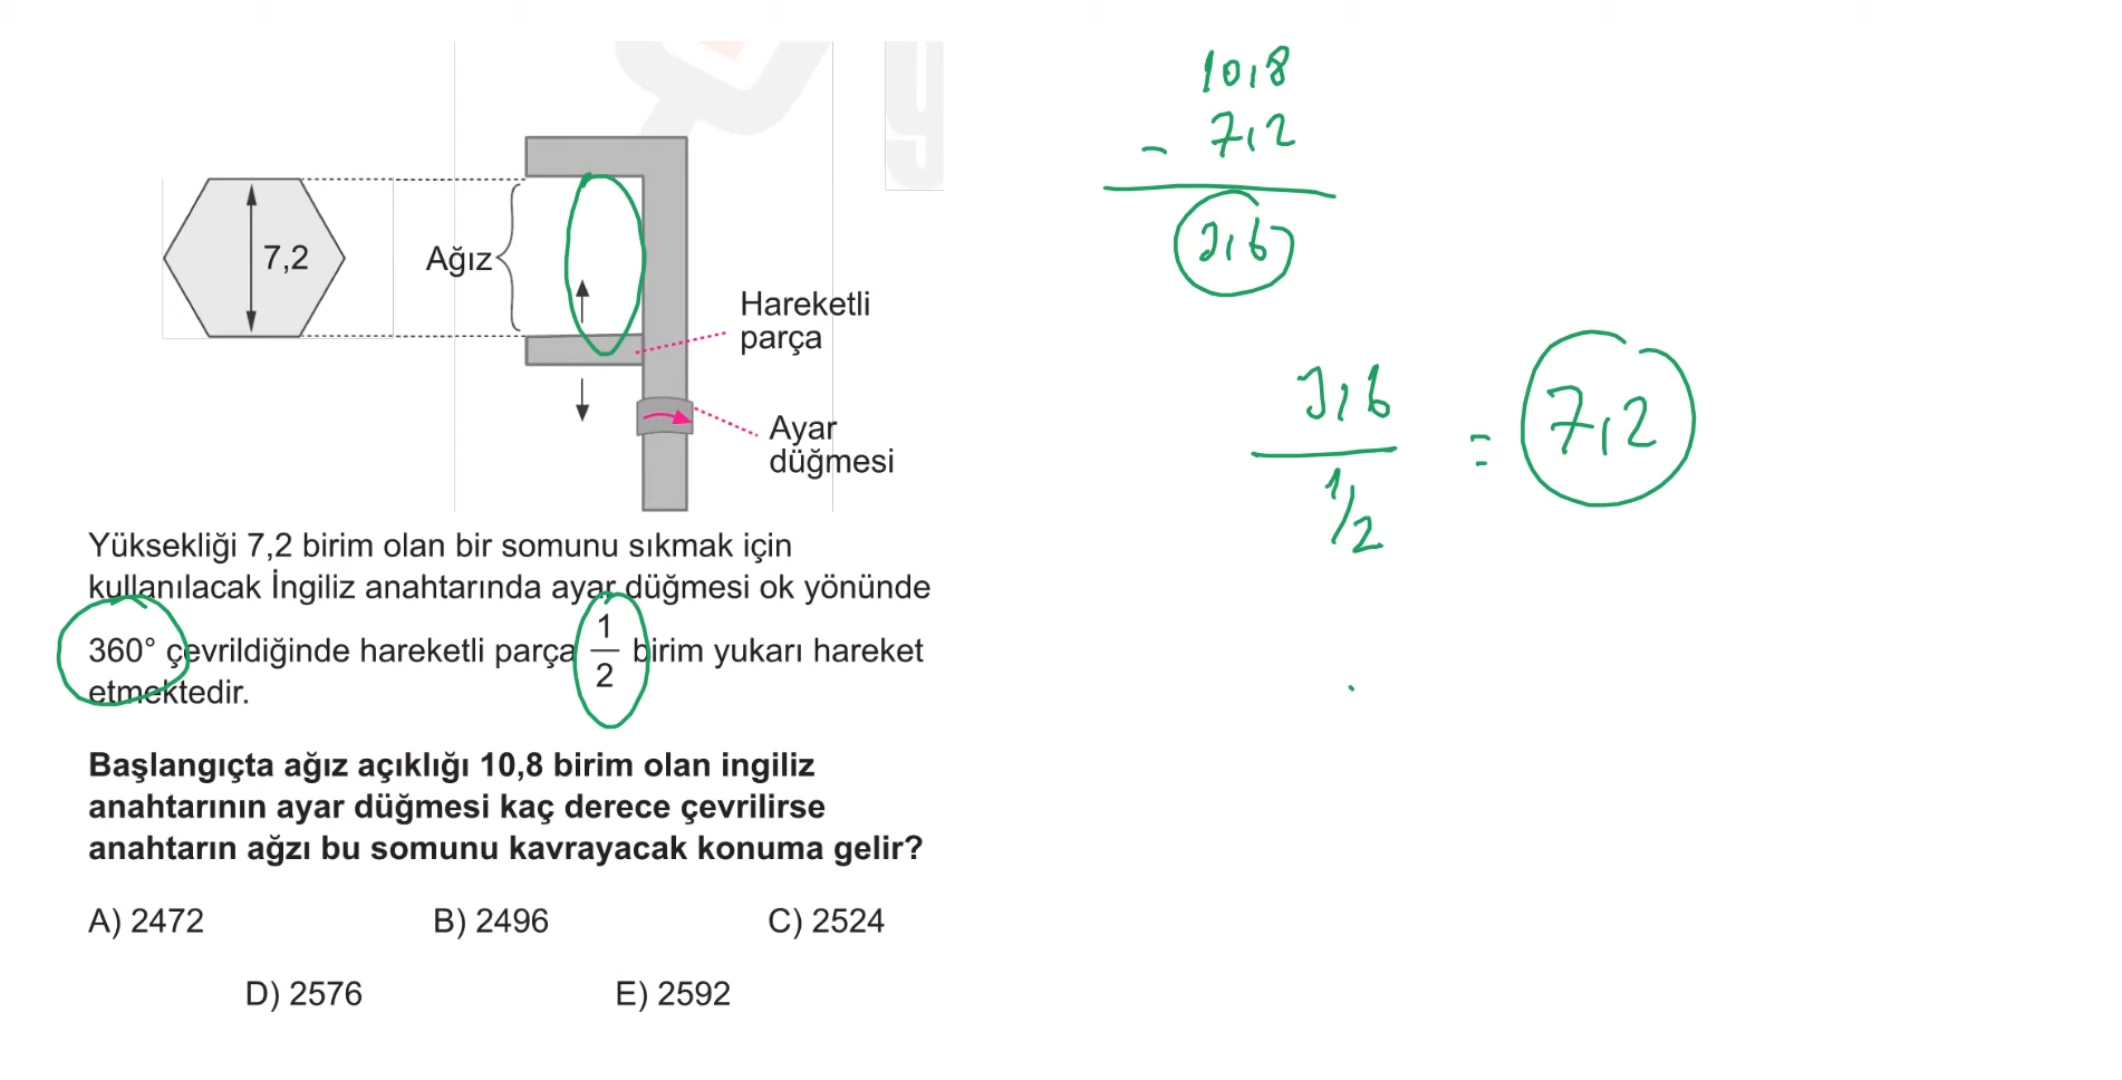 7,2
Ağız
Hareketli
parça
Ayar
düğmesi
Yüksekliği 7,2 birim olan bir somunu sıkmak için
kullanılacak İngiliz anahtarında ayar düğmesi ok yönünde
360° çevrildiğinde hareketli parça 1/2 birim yukarı hareket
etmektedir.
Başlangıçta ağız açıklığı 10,8 birim olan ingiliz
anahtarının ayar düğmesi kaç derece çevrilirse
anahtarın ağzı bu somunu kavrayacak konuma gelir?
A) 2472 B) 2496 C) 2524
D) 2576 E) 2592
10,8
- 7,2
3,6
3,6
1/2
= 7,2